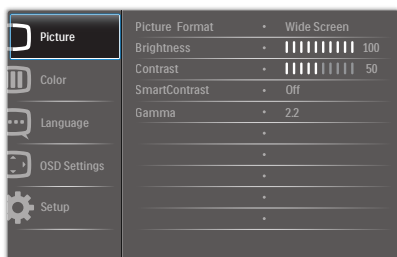 Picture
Color
Language
OSD Settings
Setup
Picture Format • Wide Screen
Brightness • 100
Contrast • 50
SmartContrast • Off
Gamma • 2.2
•
•
•
•
•